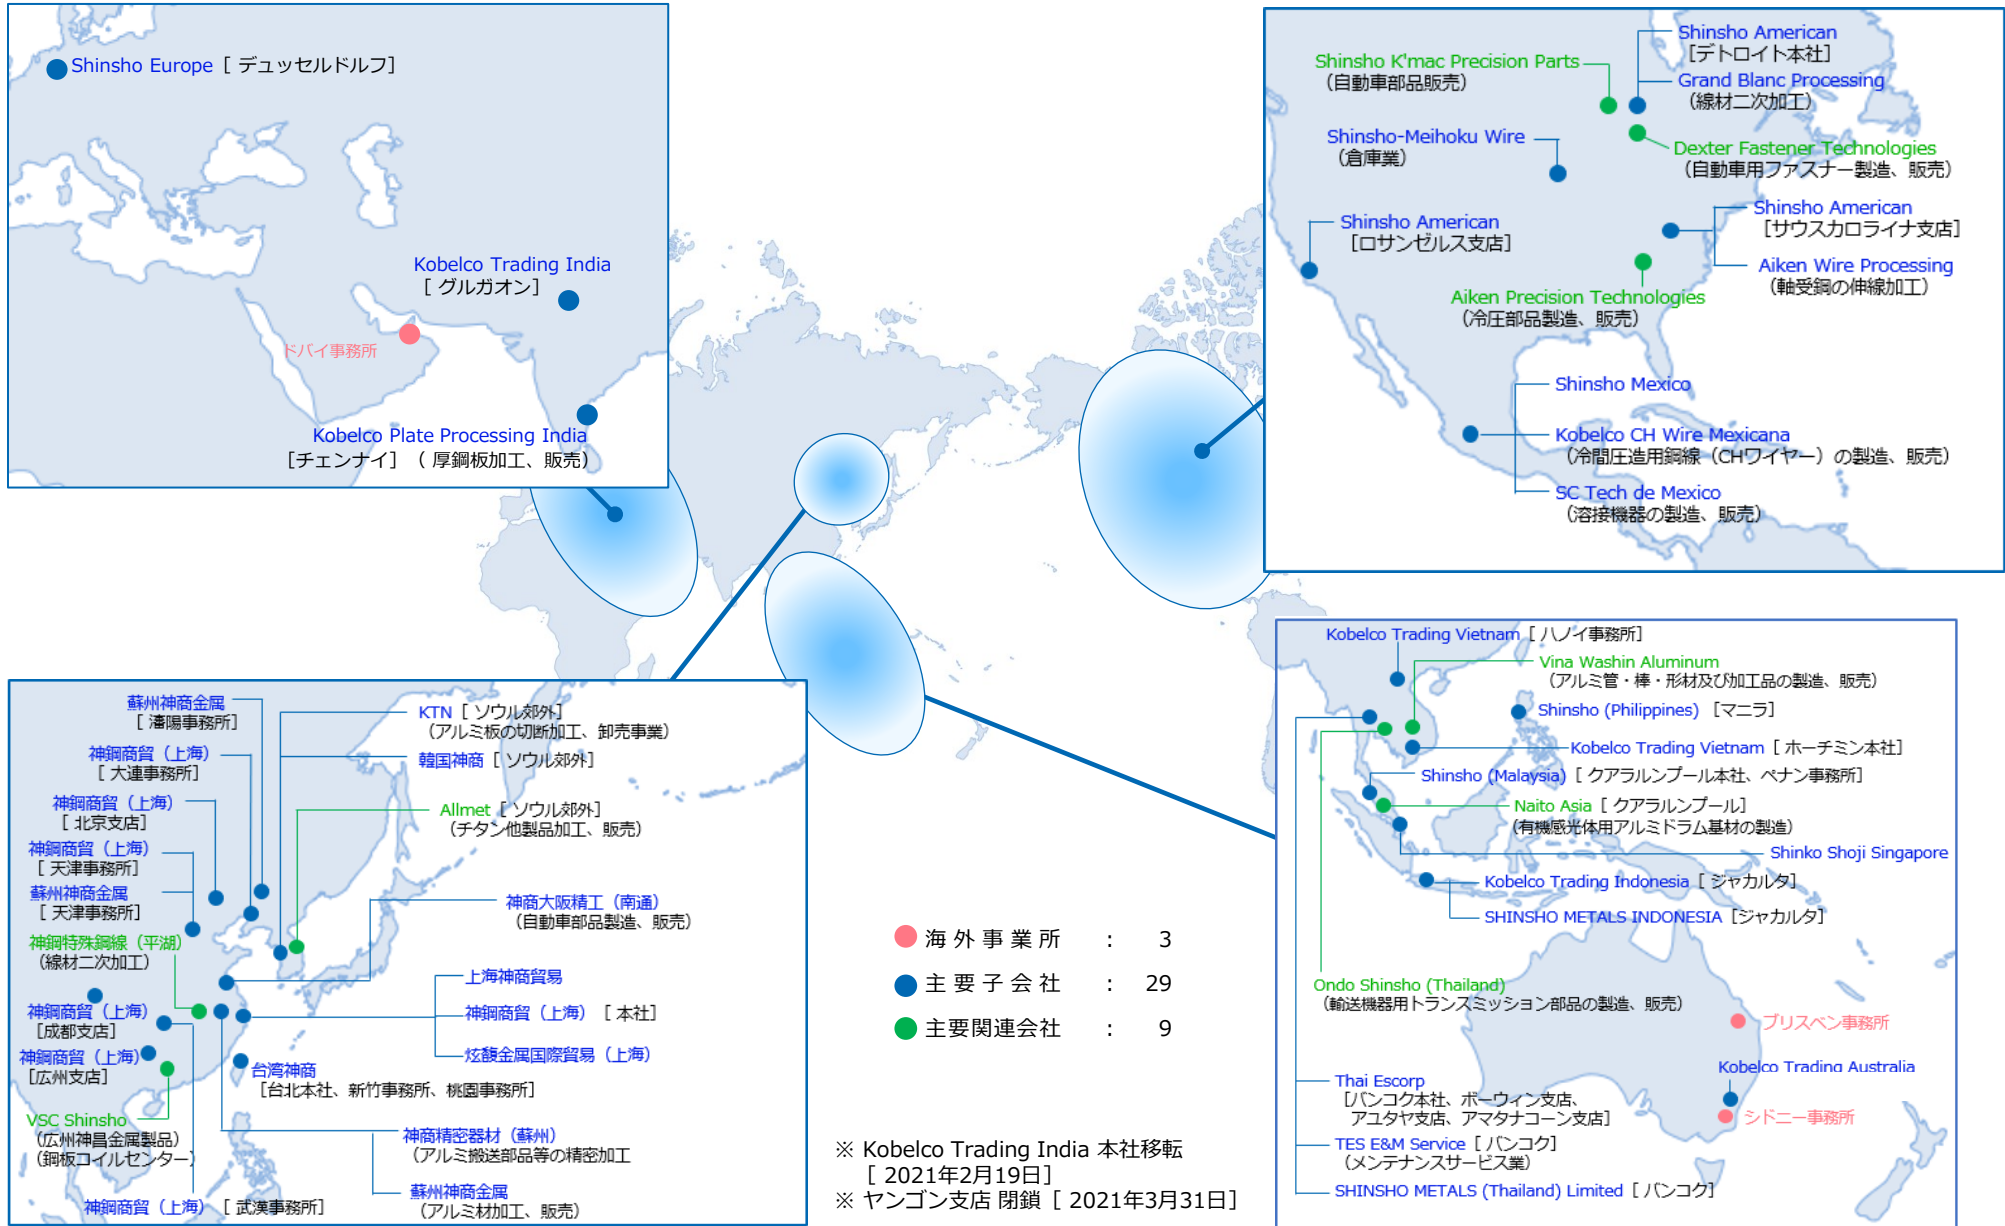 Shinsho Europe［ デュッセルドルフ］
Kobelco Trading India
［ グルガオン］
ドバイ事務所
Kobelco Plate Processing India
［チェンナイ］（ 厚鋼板加工、販売）
Shinsho American
［デトロイト本社］
Shinsho K'mac Precision Parts
（自動車部品販売）
Grand Blanc Processing
（線材二次加工）
Shinsho-Meihoku Wire
（倉庫業）
Dexter Fastener Technologies
（自動車用ファスナー製造、販売）
Shinsho American
［ロサンゼルス支店］
Shinsho American
［サウスカロライナ支店］
Aiken Wire Processing
（軸受鋼の伸線加工）
Aiken Precision Technologies
（冷圧部品製造、販売）
Shinsho Mexico
Kobelco CH Wire Mexicana
（冷間圧造用鋼線（CHワイヤー）の製造、販売）
SC Tech de Mexico
（溶接機器の製造、販売）
蘇州神商金属
［ 瀋陽事務所］
神鋼商貿（上海）
［ 大連事務所］
神鋼商貿（上海）
［ 北京支店］
神鋼商貿（上海）
［ 天津事務所］
蘇州神商金属
［ 天津事務所］
神鋼特殊鋼線（平湖）
（線材二次加工）
神鋼商貿（上海）
［成都支店］
神鋼商貿（上海）
［広州支店］
VSC Shinsho
（広州神昌金属製品）
（鋼板コイルセンター）
神鋼商貿（上海）［ 武漢事務所］
KTN［ ソウル郊外］
（アルミ板の切断加工、卸売事業）
韓国神商［ ソウル郊外］
Allmet［ ソウル郊外］
（チタン他製品加工、販売）
神商大阪精工（南通）
（自動車部品製造、販売）
上海神商貿易
神鋼商貿（上海）［ 本社］
炫馥金属国際貿易（上海）
台湾神商
［台北本社、新竹事務所、桃園事務所］
神商精密器材（蘇州）
（アルミ搬送部品等の精密加工
蘇州神商金属
（アルミ材加工、販売）
海外事業所 ： 3
主要子会社 ： 29
主要関連会社 ： 9
※ Kobelco Trading India 本社移転
［ 2021年2月19日］
※ ヤンゴン支店 閉鎖［ 2021年3月31日］
Kobelco Trading Vietnam［ ハノイ事務所］
Vina Washin Aluminum
（アルミ管・棒・形材及び加工品の製造、販売）
Shinsho (Philippines) ［マニラ］
Kobelco Trading Vietnam［ ホーチミン本社］
Shinsho (Malaysia)［ クアラルンプール本社、ペナン事務所］
Naito Asia［ クアラルンプール］
（有機感光体用アルミドラム基材の製造）
Shinko Shoji Singapore
Kobelco Trading Indonesia［ ジャカルタ］
SHINSHO METALS INDONESIA［ジャカルタ］
Ondo Shinsho (Thailand)
（輸送機器用トランスミッション部品の製造、販売）
ブリスベン事務所
Kobelco Trading Australia
シドニー事務所
Thai Escorp
［バンコク本社、ボーウィン支店、
アユタヤ支店、アマタナコーン支店］
TES E&M Service［ バンコク］
（メンテナンスサービス業）
SHINSHO METALS (Thailand) Limited［ バンコク］